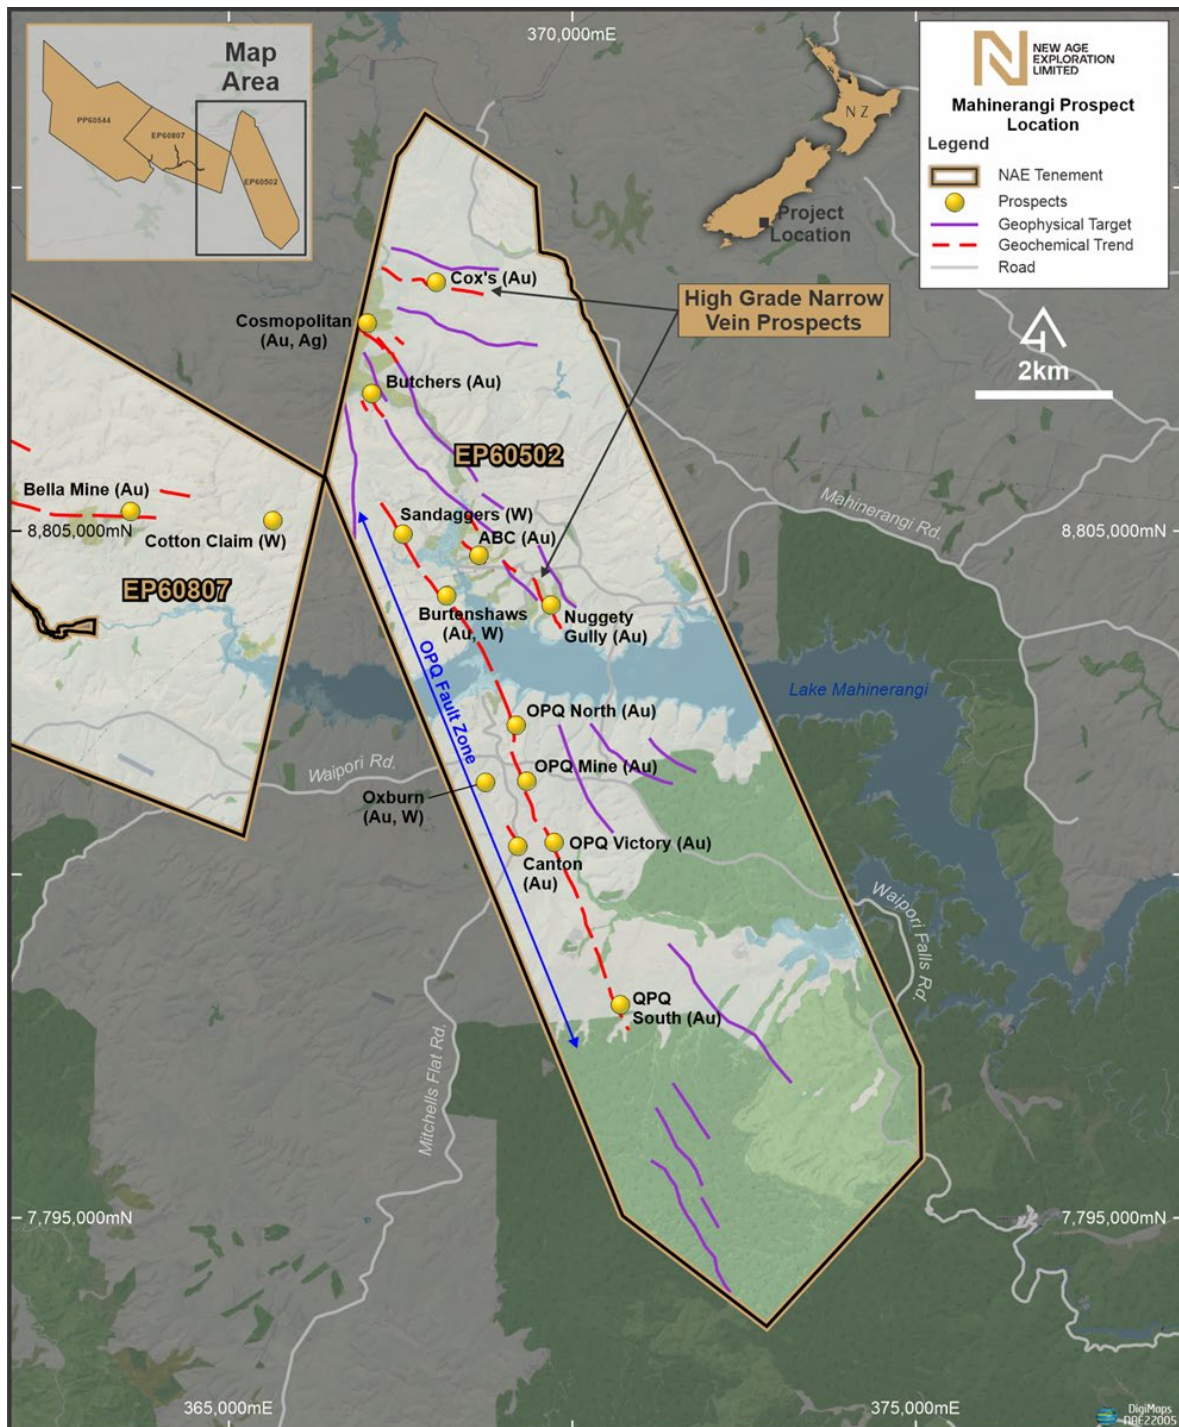 370,000mE
Map
Area
PP60544
EP60807
EP60502
NZ
Project
Location
NEW AGE
EXPLORATION
LIMITED
Mahinerangi Prospect
Location
Legend
NAE Tenement
Prospects
Geophysical Target
Geochemical Trend
Road
2km
Cox's (Au)
High Grade Narrow
Vein Prospects
Cosmopolitan
(Au, Ag)
Butchers (Au)
EP60502
Bella Mine (Au)
Sandaggers (W)
Mahinerangi Rd.
8,805,000mN
Cotton Claim (W)
ABC (Au)
8,805,000mN
EP60807
Burtenshaws
(Au, W)
Nuggety
Gully (Au)
OPQ Fault Zone
Lake Mahinerangi
OPQ North (Au)
Waipori Rd.
OPQ Mine (Au)
Oxburn
(Au, W)
OPQ Victory (Au)
Canton
(Au)
Waipori Falls Rd.
QPQ
South (Au)
Mitchells Flat Rd.
7,795,000mN
7,795,000mN
365,000mE
375,000mE
DigiMaps
NAE22005